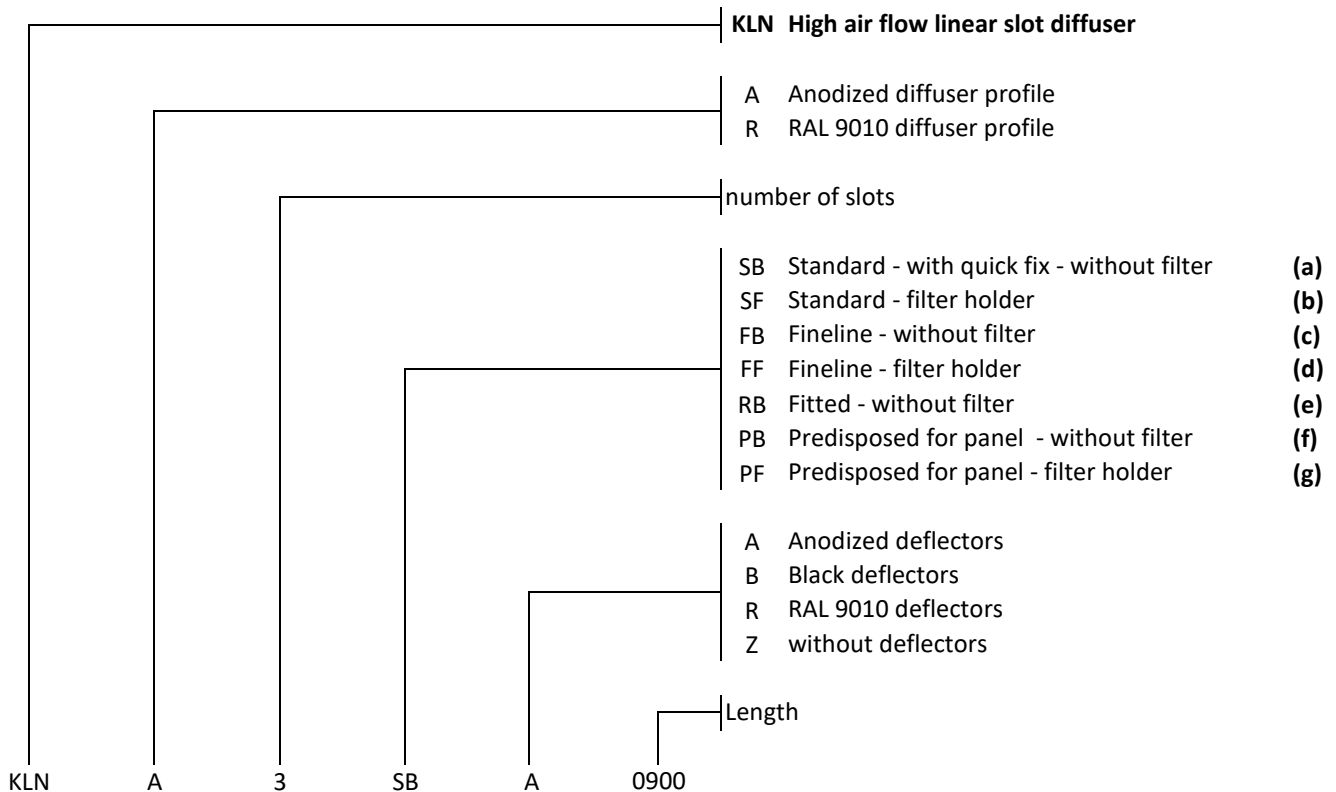 KLN High air flow linear slot diffuser
A Anodized diffuser profile
R RAL 9010 diffuser profile
number of slots
SB Standard - with quick fix - without filter (a)
SF Standard - filter holder (b)
FB Fineline - without filter (c)
FF Fineline - filter holder (d)
RB Fitted - without filter (e)
PB Predisposed for panel - without filter (f)
PF Predisposed for panel - filter holder (g)
A Anodized deflectors
B Black deflectors
R RAL 9010 deflectors
Z without deflectors
Length
KLN A 3 SB A 0900